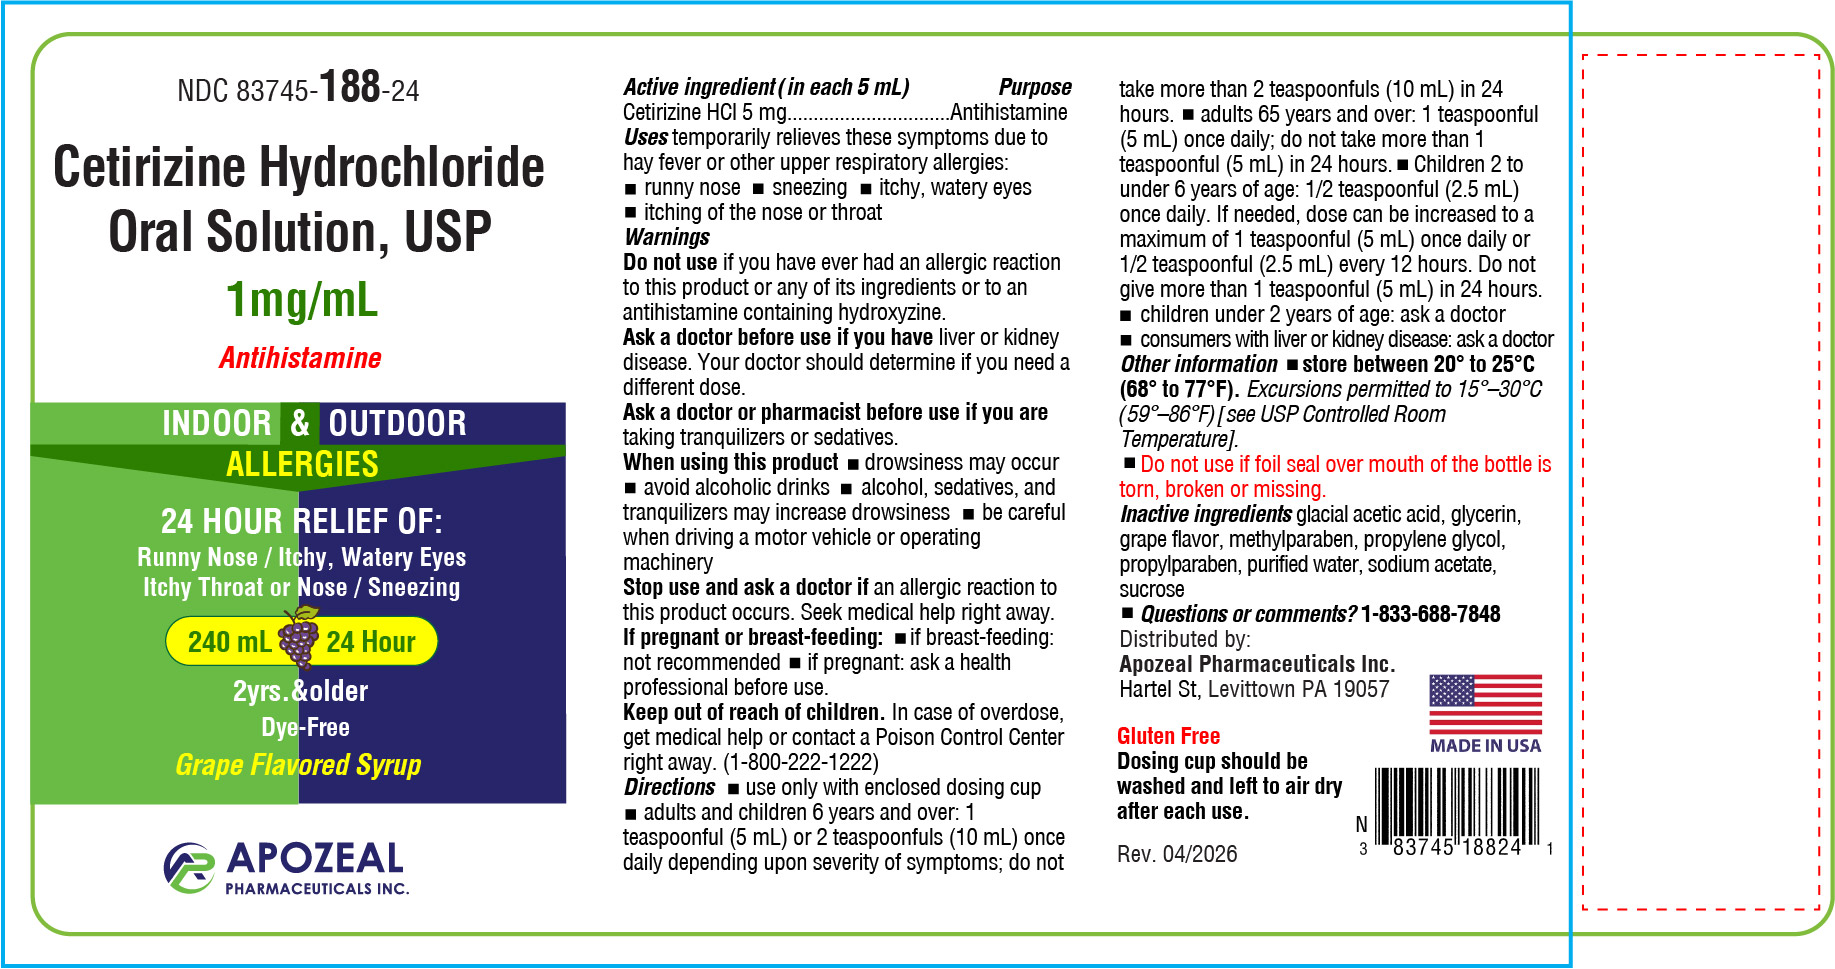 NDC 83745-188-24
Cetirizine Hydrochloride
Oral Solution, USP
1mg/mL
Antihistamine
INDOOR & OUTDOOR
ALLERGIES
24 HOUR RELIEF OF:
Runny Nose / Itchy, Watery Eyes
Itchy Throat or Nose / Sneezing
240 mL 24 Hour
2yrs.&older
Dye-Free
Grape Flavored Syrup
APOZEAL
PHARMACEUTICALS INC.
Active ingredient (in each 5 mL) Purpose
Cetirizine HCl 5 mg...............................Antihistamine
Uses temporarily relieves these symptoms due to
hay fever or other upper respiratory allergies:
■ runny nose ■ sneezing ■ itchy, watery eyes
■ itching of the nose or throat
Warnings
Do not use if you have ever had an allergic reaction
to this product or any of its ingredients or to an
antihistamine containing hydroxyzine.
Ask a doctor before use if you have liver or kidney
disease. Your doctor should determine if you need a
different dose.
Ask a doctor or pharmacist before use if you are
taking tranquilizers or sedatives.
When using this product ■ drowsiness may occur
■ avoid alcoholic drinks ■ alcohol, sedatives, and
tranquilizers may increase drowsiness ■ be careful
when driving a motor vehicle or operating
machinery
Stop use and ask a doctor if an allergic reaction to
this product occurs. Seek medical help right away.
If pregnant or breast-feeding: ■ if breast-feeding:
not recommended ■ if pregnant: ask a health
professional before use.
Keep out of reach of children. In case of overdose,
get medical help or contact a Poison Control Center
right away. (1-800-222-1222)
Directions ■ use only with enclosed dosing cup
■ adults and children 6 years and over: 1
teaspoonful (5 mL) or 2 teaspoonfuls (10 mL) once
daily depending upon severity of symptoms; do not
take more than 2 teaspoonfuls (10 mL) in 24
hours. ■ adults 65 years and over: 1 teaspoonful
(5 mL) once daily; do not take more than 1
teaspoonful (5 mL) in 24 hours. ■ Children 2 to
under 6 years of age: 1/2 teaspoonful (2.5 mL)
once daily. If needed, dose can be increased to a
maximum of 1 teaspoonful (5 mL) once daily or
1/2 teaspoonful (2.5 mL) every 12 hours. Do not
give more than 1 teaspoonful (5 mL) in 24 hours.
■ children under 2 years of age: ask a doctor
■ consumers with liver or kidney disease: ask a doctor
Other information ■ store between 20° to 25°C
(68° to 77°F). Excursions permitted to 15°–30°C
(59°–86°F) [see USP Controlled Room
Temperature].
■ Do not use if foil seal over mouth of the bottle is
torn, broken or missing.
Inactive ingredients glacial acetic acid, glycerin,
grape flavor, methylparaben, propylene glycol,
propylparaben, purified water, sodium acetate,
sucrose
■ Questions or comments? 1-833-688-7848
Distributed by:
Apozeal Pharmaceuticals Inc.
Hartel St, Levittown PA 19057
MADE IN USA
Gluten Free
Dosing cup should be
washed and left to air dry
after each use.
Rev. 04/2026
N
3 83745 18824 1